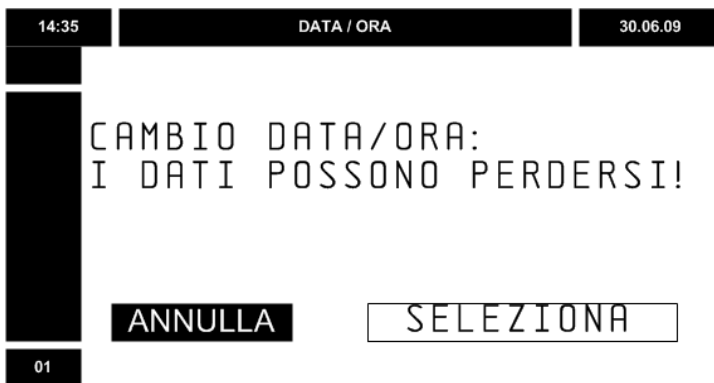 14:35 DATA / ORA 30.06.09
CAMBIO DATA/ORA:
I DATI POSSONO PERDERSI!
ANNULLA SELEZIONA
01